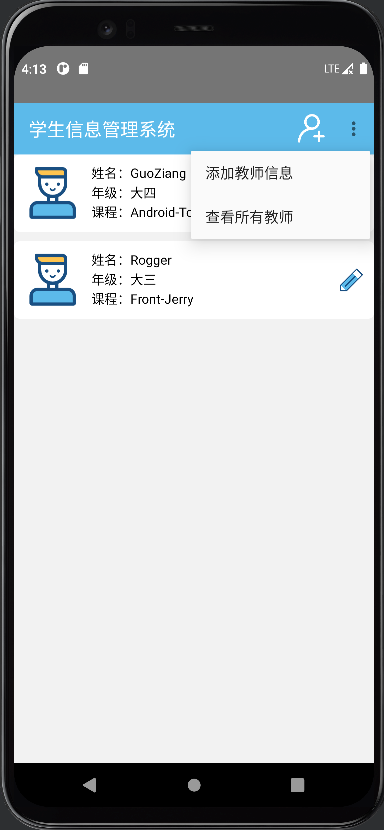 4:13
LTE
学生信息管理系统
添加教师信息
查看所有教师
姓名：GuoZiang
年级：大四
课程：Android-To
姓名：Rogger
年级：大三
课程：Front-Jerry